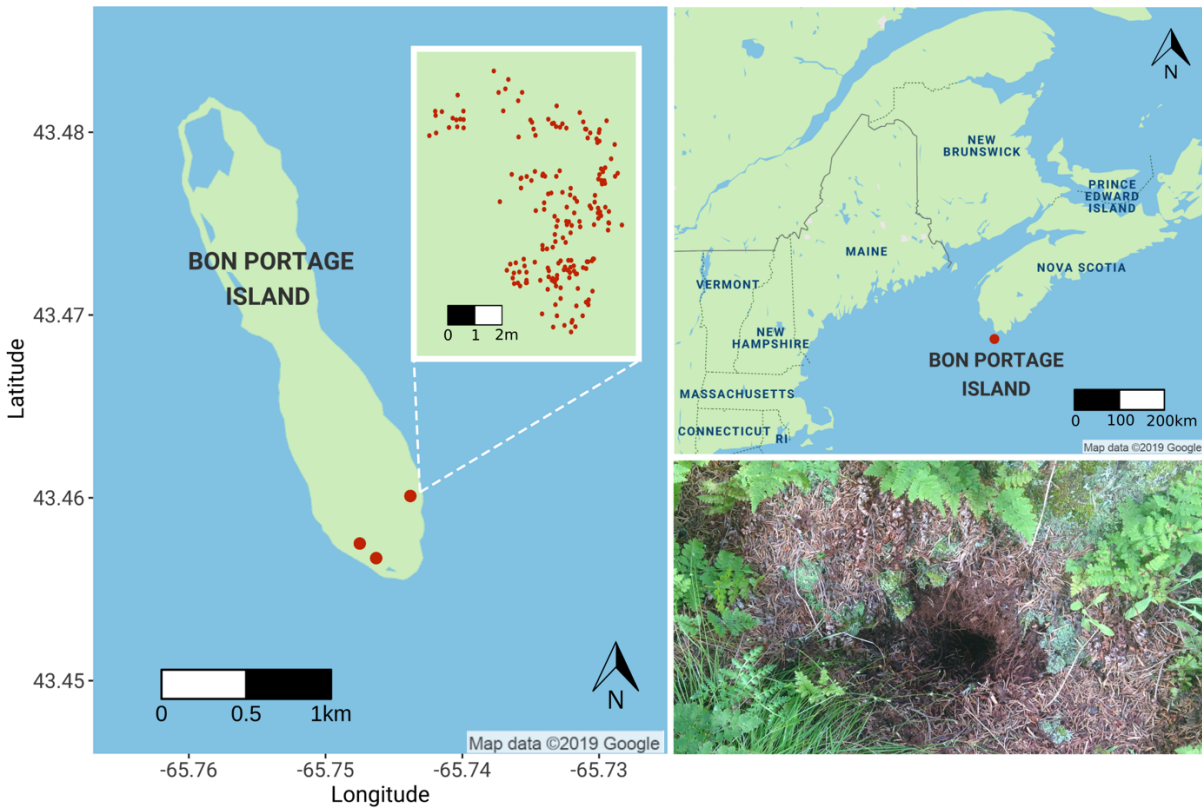 43.48
43.47
43.46
43.45
Latitude
BON PORTAGE
ISLAND
0 1 2m
0 0.5 1km
N
Map data ©2019 Google
-65.76 -65.75 -65.74 -65.73
Longitude
N
NEW
BRUNSWICK
PRINCE
EDWARD
ISLAND
MAINE
NOVA SCOTIA
VERMONT
NEW
HAMPSHIRE
BON PORTAGE
ISLAND
MASSACHUSETTS
CONNECTICUT RI
0 100 200km
Map data ©2019 Google